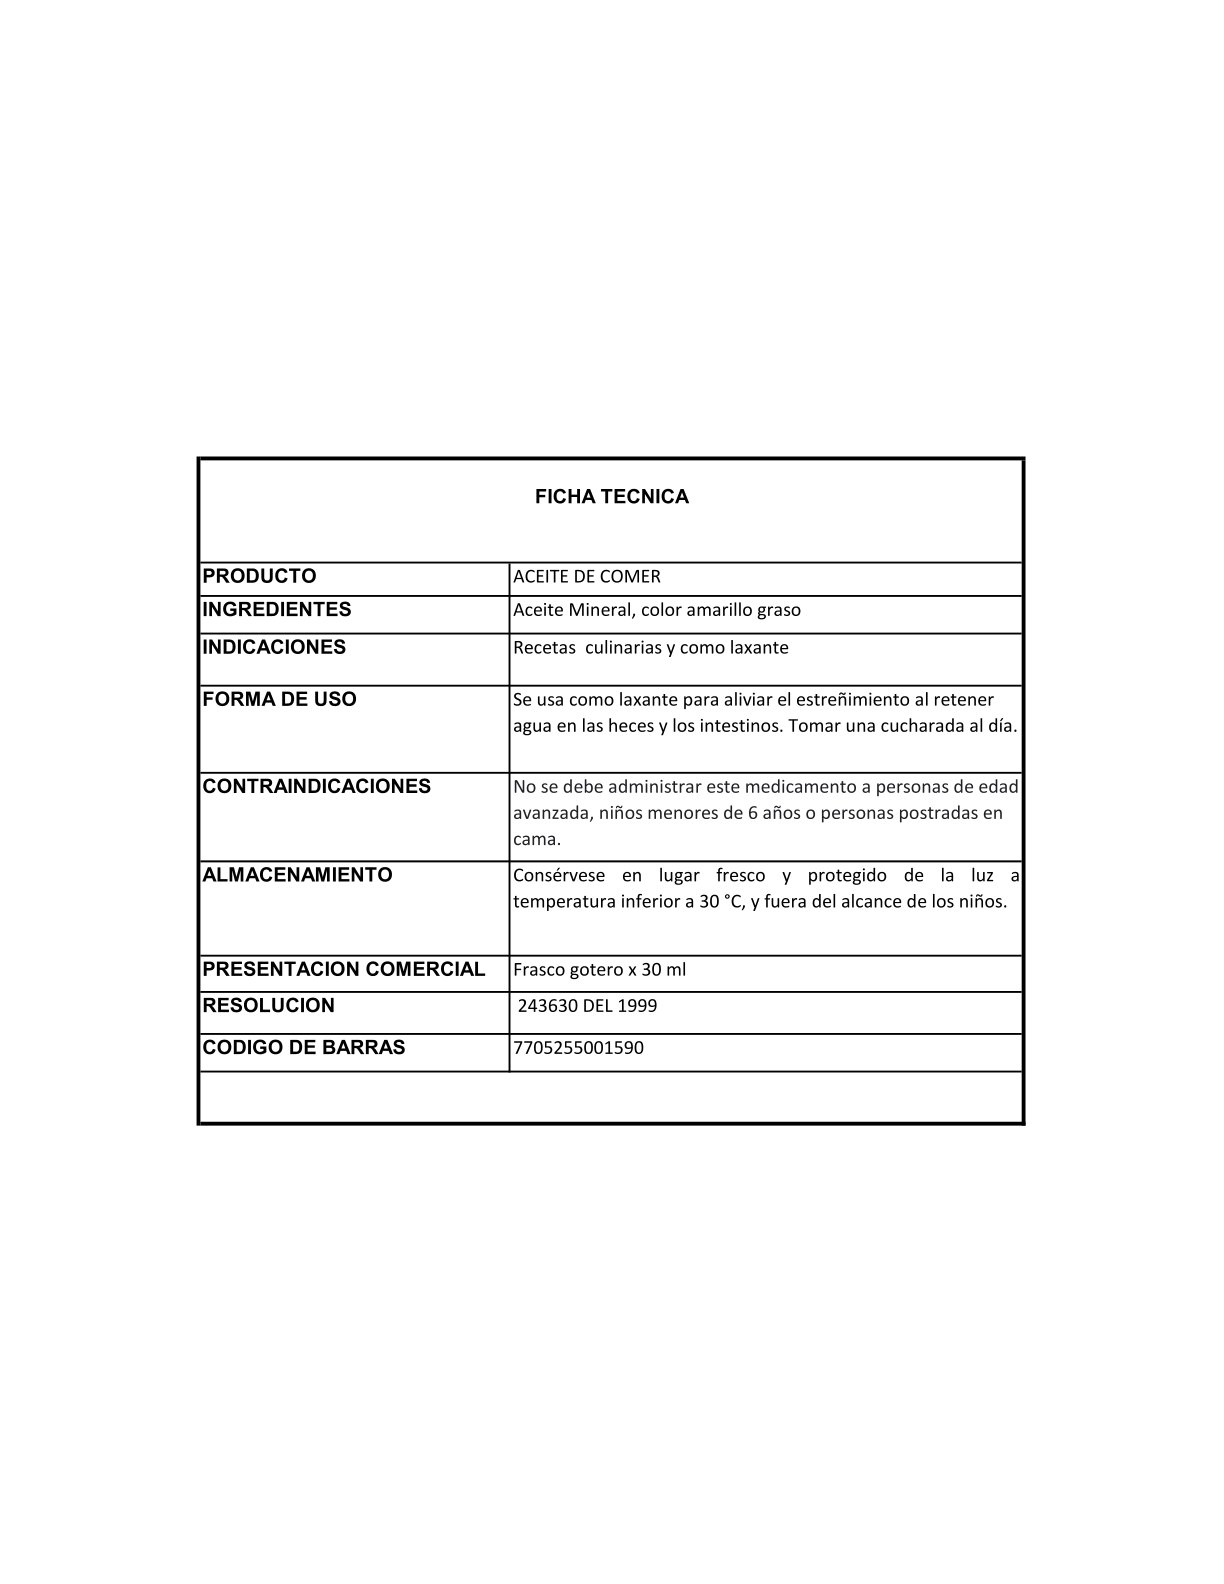 FICHA TECNICA
PRODUCTO ACEITE DE COMER
INGREDIENTES Aceite Mineral, color amarillo graso
INDICACIONES Recetas  culinarias y como laxante
FORMA DE USO Se usa como laxante para aliviar el estreñimiento al retener
agua en las heces y los intestinos. Tomar una cucharada al día.
CONTRAINDICACIONES No se debe administrar este medicamento a personas de edad
avanzada, niños menores de 6 años o personas postradas en
cama.
ALMACENAMIENTO Consérvese en lugar fresco y protegido de la luz a
temperatura inferior a 30 °C, y fuera del alcance de los niños.
PRESENTACION COMERCIAL Frasco gotero x 30 ml
RESOLUCION 243630 DEL 1999
CODIGO DE BARRAS 7705255001590